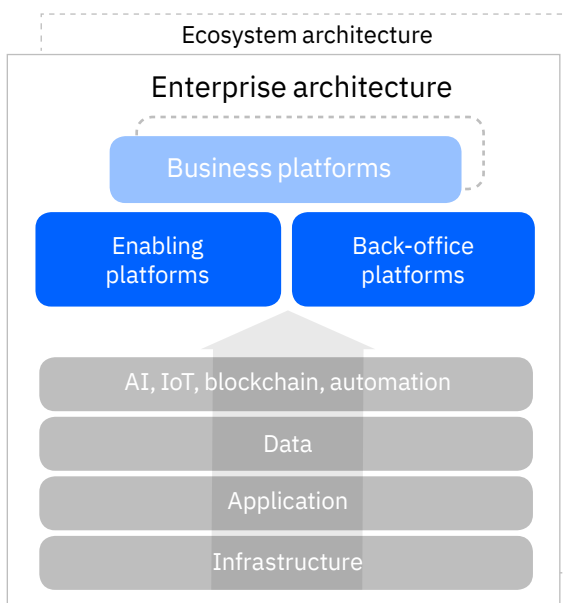 Ecosystem architecture
Enterprise architecture
Business platforms
Enabling
platforms
Back-office
platforms
AI, IoT, blockchain, automation
Data
Application
Infrastructure